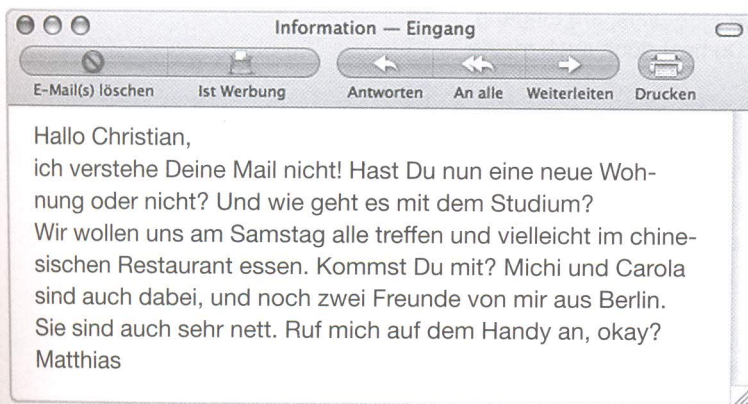 Information — Eingang
E-Mail(s) löschen Ist Werbung Antworten An alle Weiterleiten Drucken
Hallo Christian,
ich verstehe Deine Mail nicht! Hast Du nun eine neue Woh-
nung oder nicht? Und wie geht es mit dem Studium?
Wir wollen uns am Samstag alle treffen und vielleicht im chine-
sischen Restaurant essen. Kommst Du mit? Michi und Carola
sind auch dabei, und noch zwei Freunde von mir aus Berlin.
Sie sind auch sehr nett. Ruf mich auf dem Handy an, okay?
Matthias